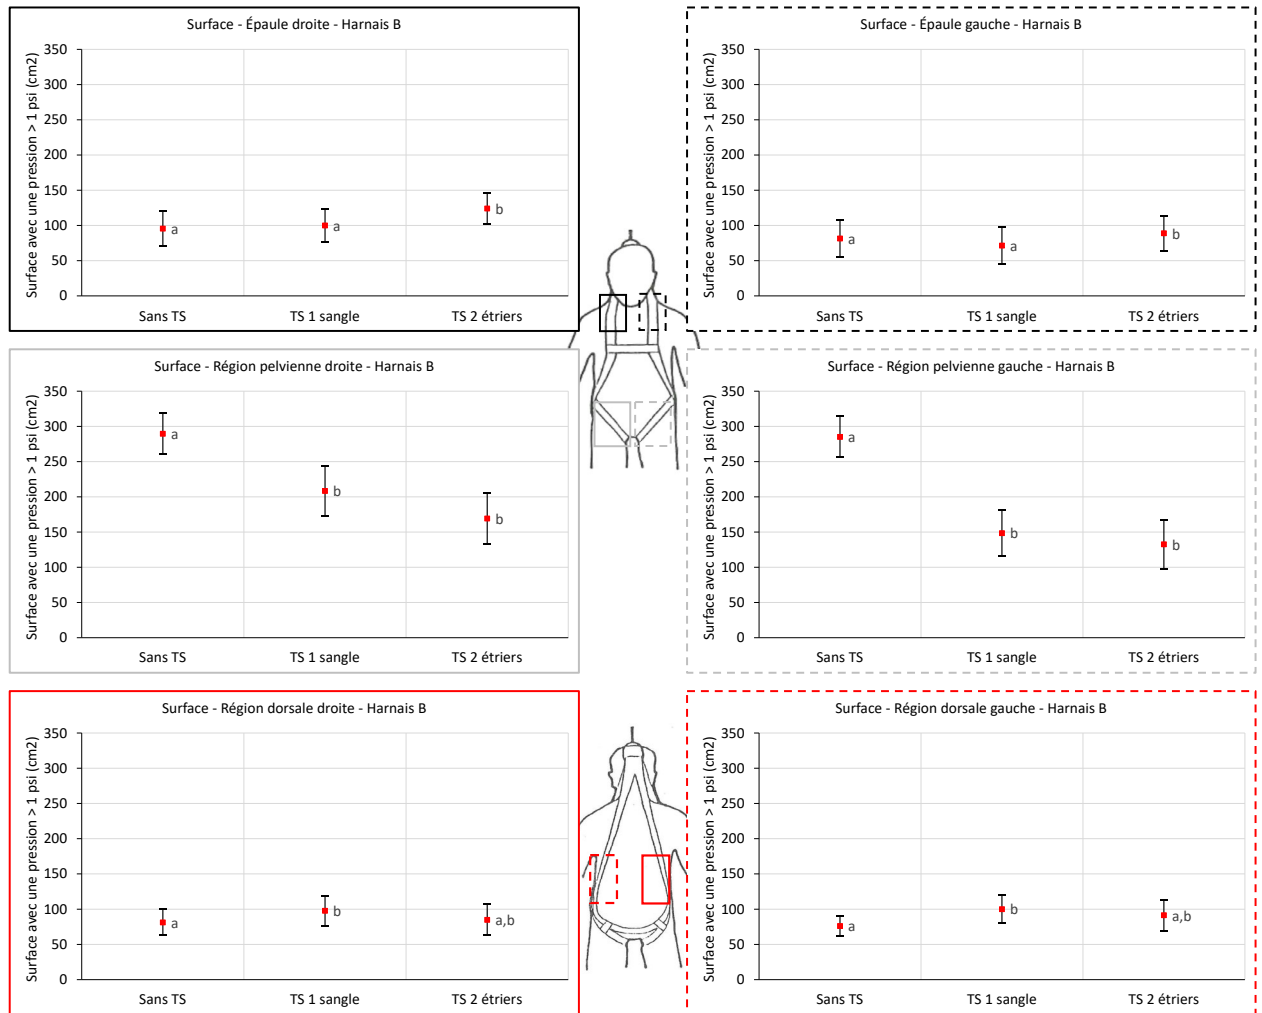 Surface - Épaule droite - Harnais B
Surface avec une pression > 1 psi (cm2)
350
300
250
200
150
100
50
0
a
a
b
Sans TS
TS 1 sangle
TS 2 étriers
Surface - Épaule gauche - Harnais B
Surface avec une pression > 1 psi (cm2)
350
300
250
200
150
100
50
0
a
a
b
Sans TS
TS 1 sangle
TS 2 étriers
Surface - Région pelvienne droite - Harnais B
Surface avec une pression > 1 psi (cm2)
350
300
250
200
150
100
50
0
a
b
b
Sans TS
TS 1 sangle
TS 2 étriers
Surface - Région pelvienne gauche - Harnais B
Surface avec une pression > 1 psi (cm2)
350
300
250
200
150
100
50
0
a
b
b
Sans TS
TS 1 sangle
TS 2 étriers
Surface - Région dorsale droite - Harnais B
Surface avec une pression > 1 psi (cm2)
350
300
250
200
150
100
50
0
a
b
a,b
Sans TS
TS 1 sangle
TS 2 étriers
Surface - Région dorsale gauche - Harnais B
Surface avec une pression > 1 psi (cm2)
350
300
250
200
150
100
50
0
a
b
a,b
Sans TS
TS 1 sangle
TS 2 étriers